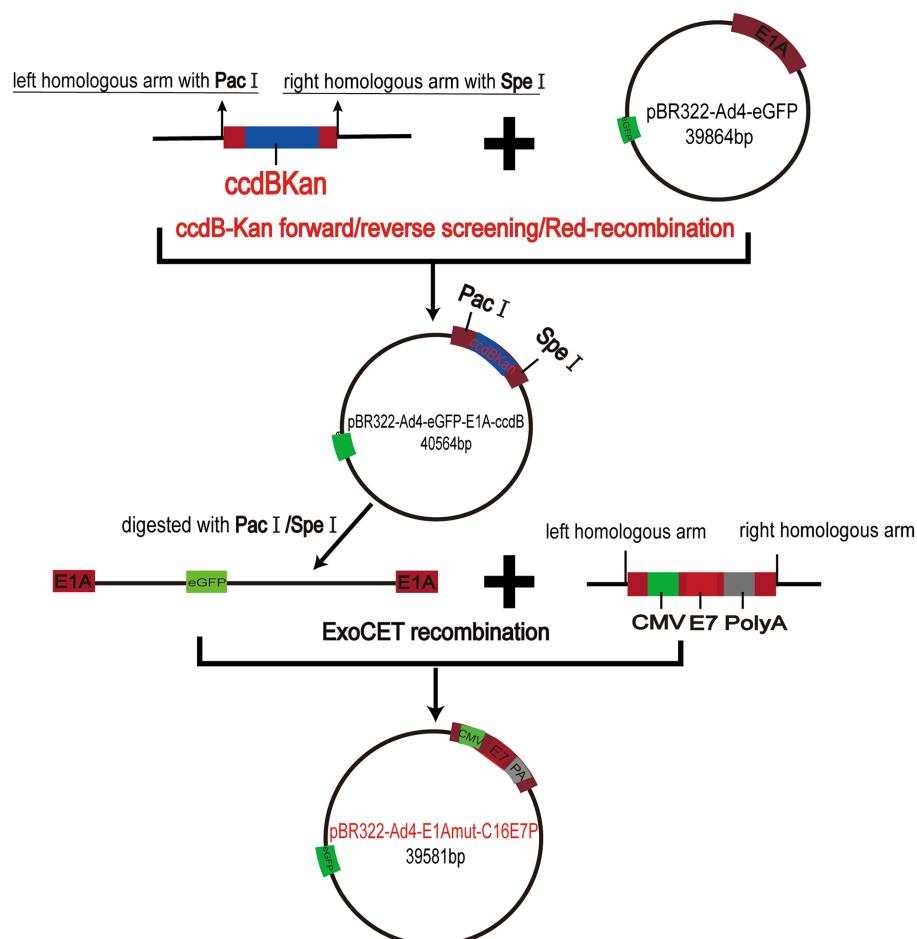 left homologous arm with Pac Ⅰ
right homologous arm with Spe Ⅰ
ccdBKan
E1A
pBR322-Ad4-eGFP
39864bp
eGFP
ccdB-Kan forward/reverse screening/Red-recombination
Pac Ⅰ
Spe Ⅰ
ccdBKan
pBR322-Ad4-eGFP-E1A-ccdB
40564bp
digested with Pac Ⅰ/Spe Ⅰ
left homologous arm
right homologous arm
E1A
eGFP
E1A
CMV E7 PolyA
ExoCET recombination
CMV
E7
PA
pBR322-Ad4-E1Amut-C16E7P
39581bp
eGFP